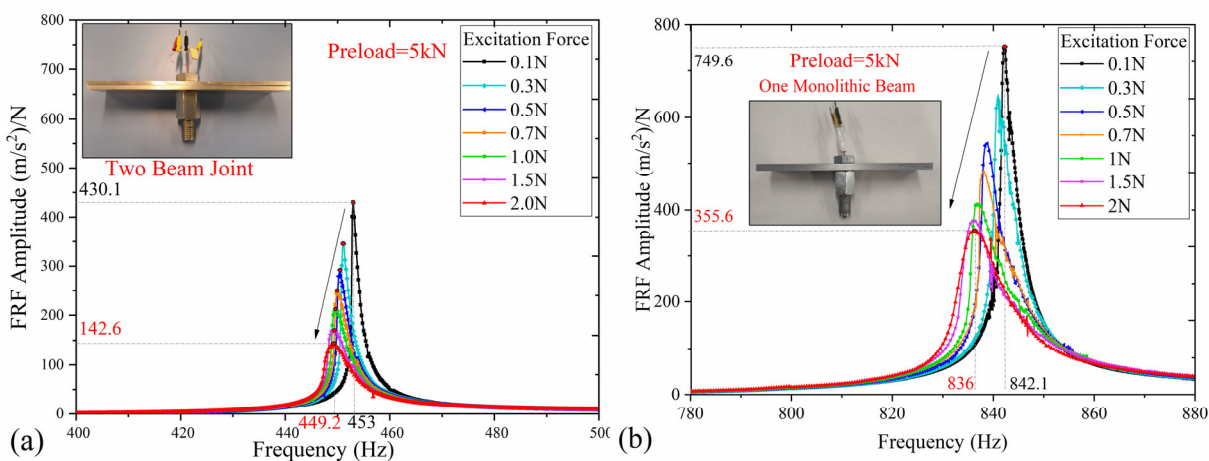 800
700
600
500
400
300
200
100
0
FRF Amplitude (m/s²)/N
430.1
142.6
Two Beam Joint
Preload=5kN
Excitation Force
0.1N
0.3N
0.5N
0.7N
1.0N
1.5N
2.0N
449.2
453
400
420
440
460
480
500
Frequency (Hz)
(a)
800
700
600
500
400
300
200
100
0
FRF Amplitude (m/s²)/N
749.6
355.6
Preload=5kN
One Monolithic Beam
Excitation Force
0.1N
0.3N
0.5N
0.7N
1N
1.5N
2N
836
842.1
780
800
820
840
860
880
Frequency (Hz)
(b)